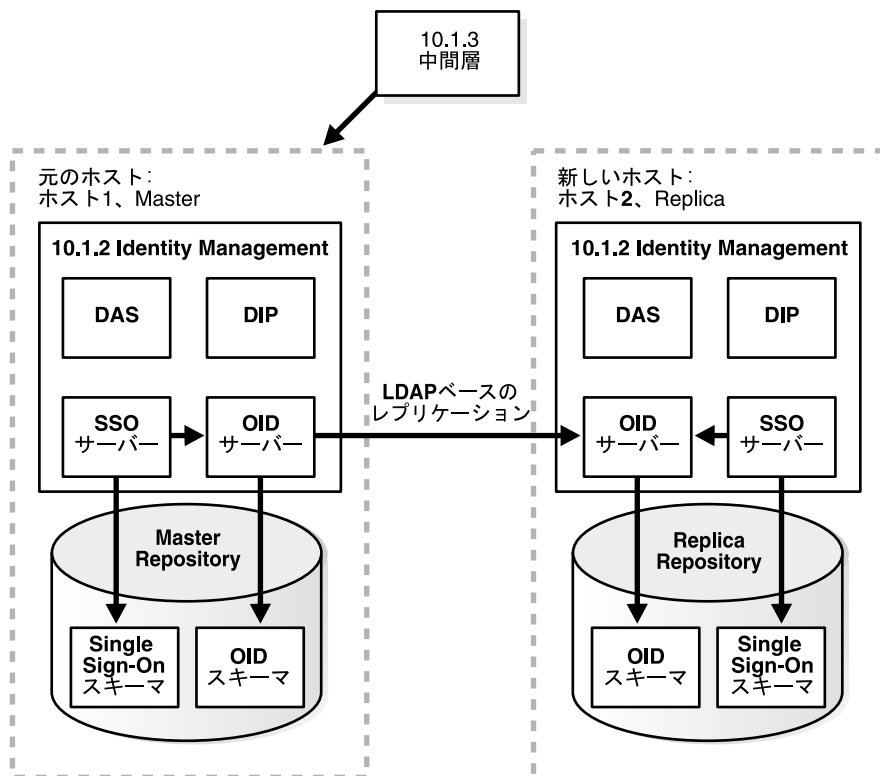 10.1.3
中間層
元のホスト:
ホスト1、Master
10.1.2 Identity Management
DAS
DIP
SSO
サーバー
OID
サーバー
Master
Repository
Single
Sign-On
スキーマ
OID
スキーマ
LDAPベースの
レプリケーション
新しいホスト:
ホスト2、Replica
10.1.2 Identity Management
DAS
DIP
OID
サーバー
SSO
サーバー
Replica
Repository
OID
スキーマ
Single
Sign-On
スキーマ